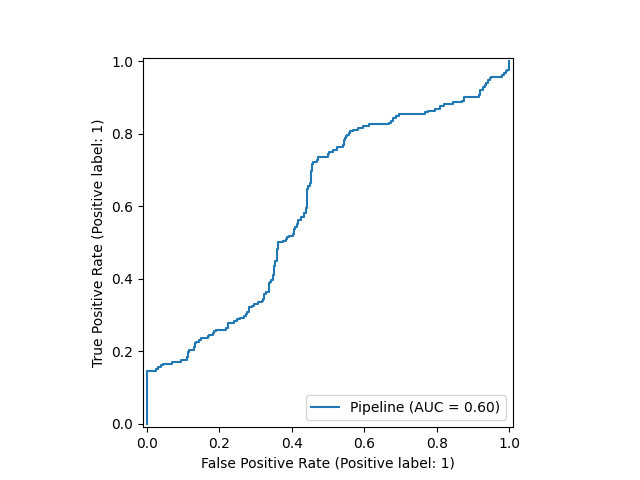 1.0
0.8
0.6
0.4
0.2
0.0
True Positive Rate (Positive label: 1)
Pipeline (AUC = 0.60)
0.0 0.2 0.4 0.6 0.8 1.0
False Positive Rate (Positive label: 1)